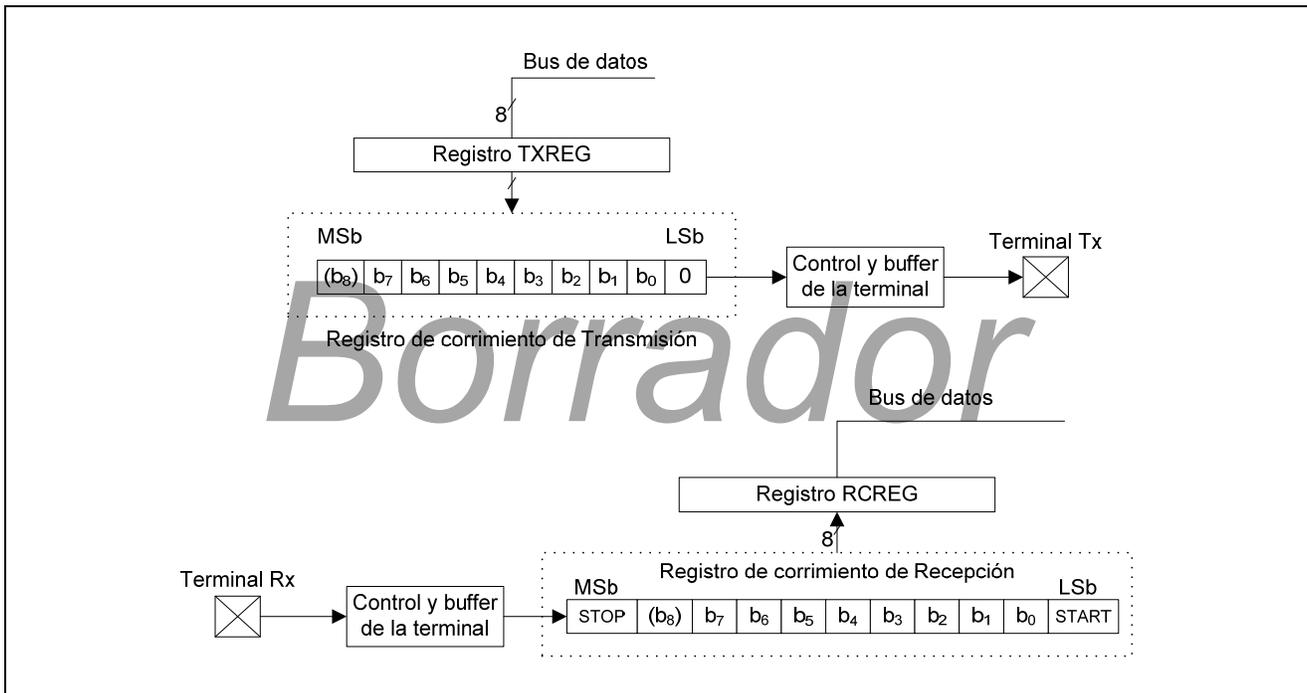 Bus de datos
8
Registro TXREG
MSb LSb
(b8) b7 b6 b5 b4 b3 b2 b1 b0 0
Control y buffer
de la terminal
Terminal Tx
Registro de corrimiento de Transmisión
Borrador
Bus de datos
Registro RCREG
8
Registro de corrimiento de Recepción
MSb LSb
STOP (b8) b7 b6 b5 b4 b3 b2 b1 b0 START
Terminal Rx
Control y buffer
de la terminal